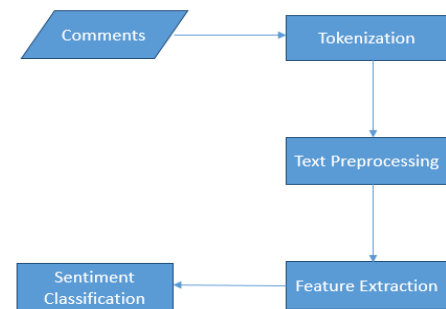 Comments
Tokenization
Text Preprocessing
Feature Extraction
Sentiment
Classification